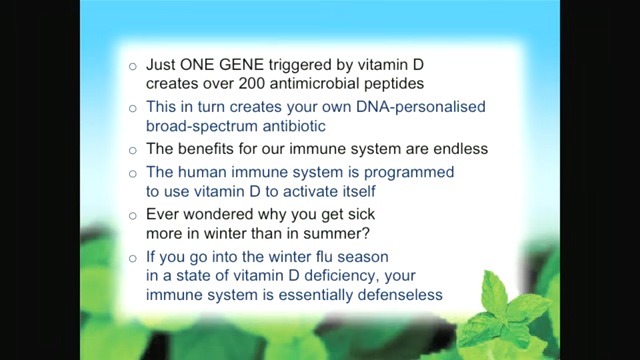 Just ONE GENE triggered by vitamin D
creates over 200 antimicrobial peptides
This in turn creates your own DNA-personalised
broad-spectrum antibiotic
The benefits for our immune system are endless
The human immune system is programmed
to use vitamin D to activate itself
Ever wondered why you get sick
more in winter than in summer?
If you go into the winter flu season
in a state of vitamin D deficiency, your
immune system is essentially defenseless